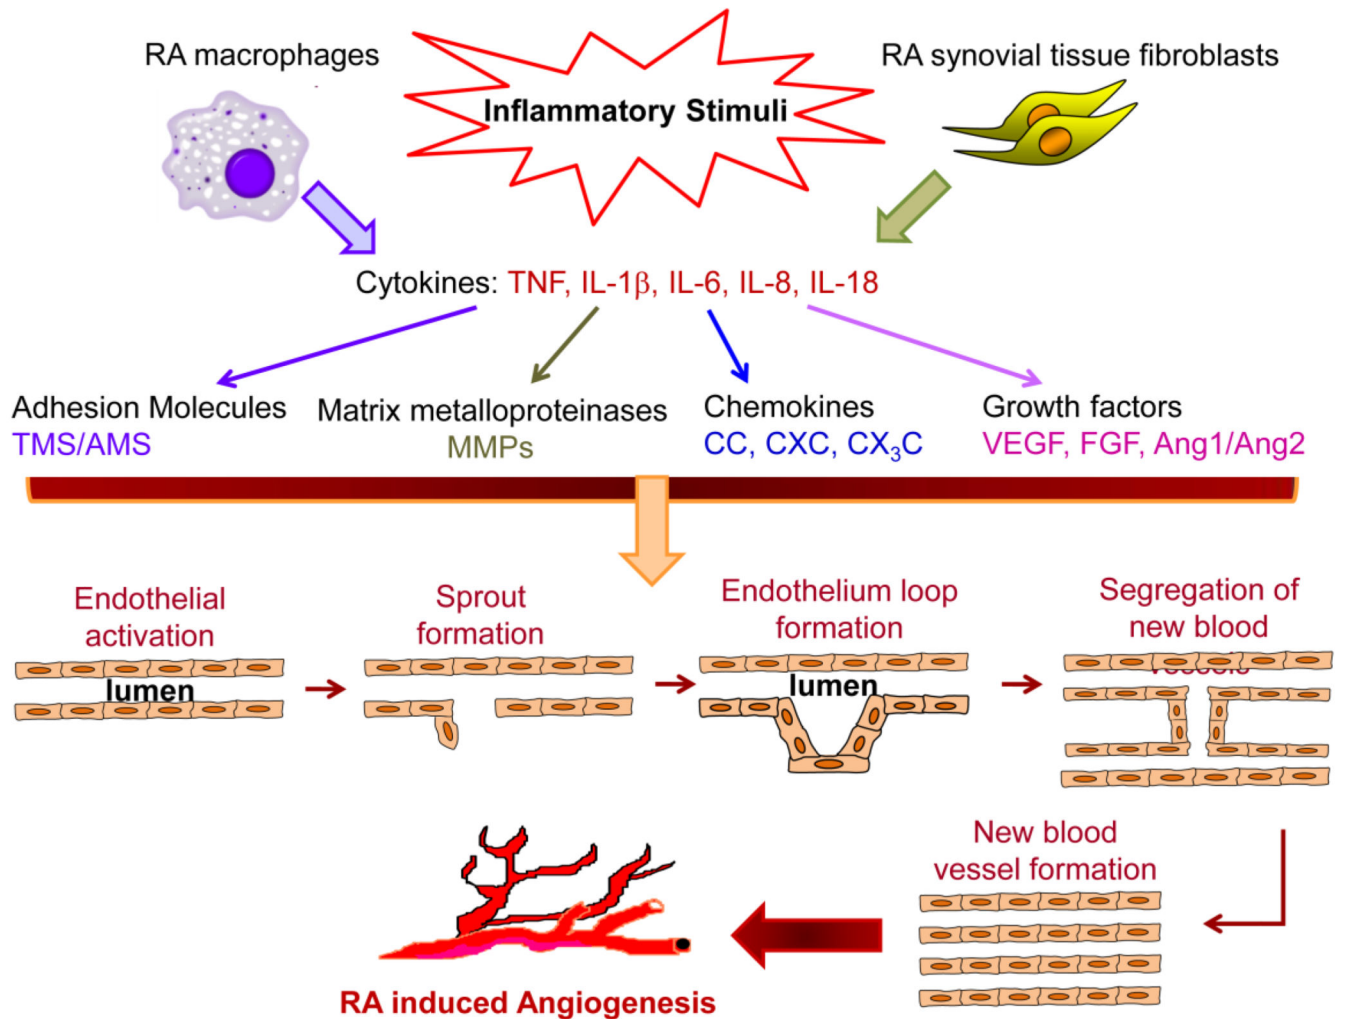 RA macrophages
Inflammatory Stimuli
RA synovial tissue fibroblasts
Cytokines: TNF, IL-1β, IL-6, IL-8, IL-18
Adhesion Molecules
TMS/AMS
Matrix metalloproteinases
MMPs
Chemokines
CC, CXC, CX₃C
Growth factors
VEGF, FGF, Ang1/Ang2
Endothelial
activation
lumen
Sprout
formation
Endothelium loop
formation
lumen
Segregation of
new blood
vessels
New blood
vessel formation
RA induced Angiogenesis